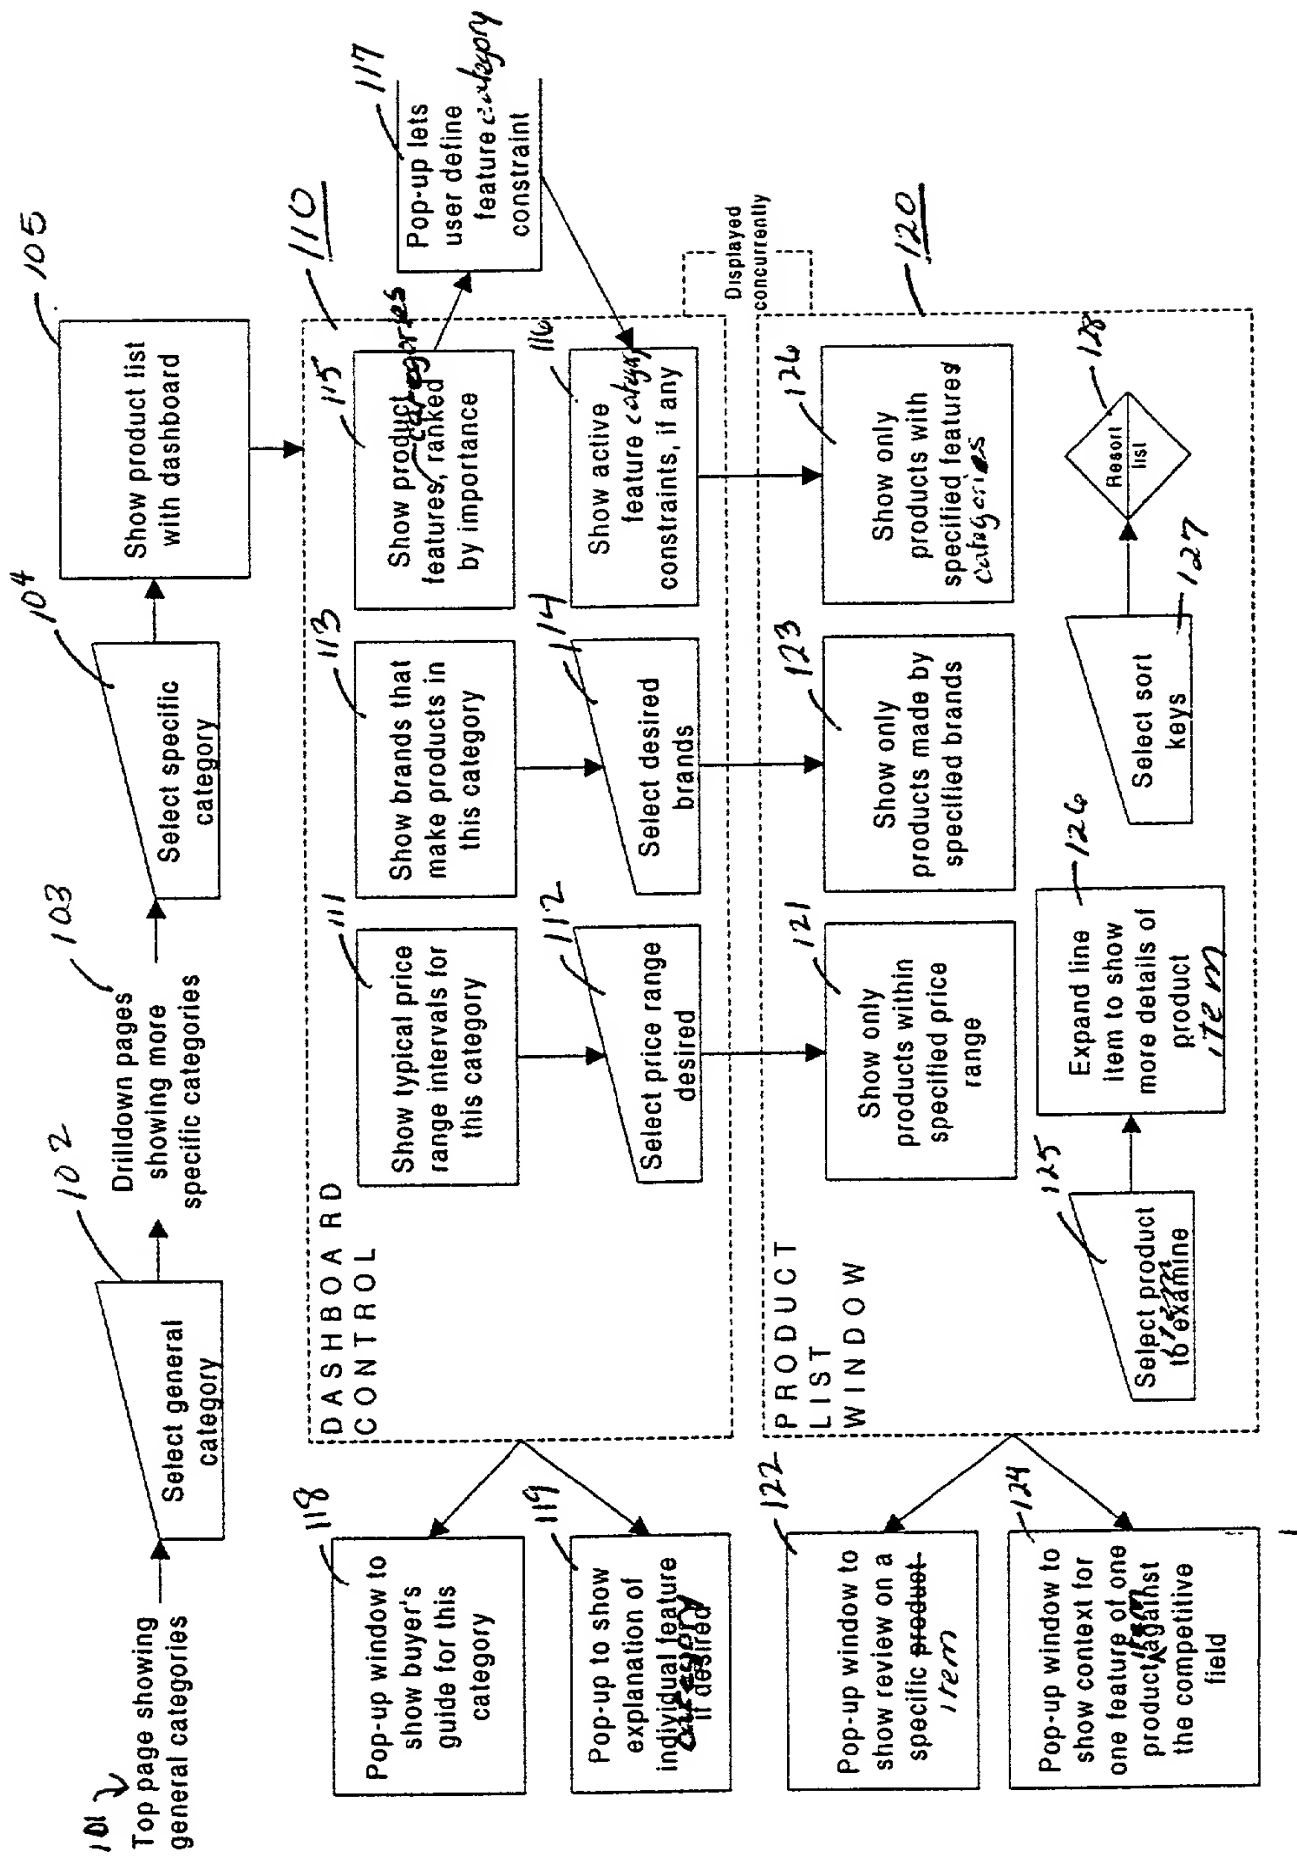 101
Top page showing
general categories
102
Select general
category
103
Drilldown pages
showing more
specific categories
104
Select specific
category
105
Show product list
with dashboard
110
DASHBOARD
CONTROL
111
Show typical price
range intervals for
this category
112
Select price range
desired
113
Show brands that
make products in
this category
114
Select desired
brands
115
Show product
categories
features, ranked
by importance
116
Show active
feature category
constraints, if any
117
Pop-up lets
user define
feature category
constraint
118
Pop-up window to
show buyer's
guide for this
category
119
Pop-up to show
explanation of
individual feature
category
if desired
Displayed
concurrently
120
PRODUCT
LIST
WINDOW
121
Show only
products within
specified price
range
123
Show only
products made by
specified brands
126
Show only
products with
specified features
categories
122
Pop-up window to
show review on a
specific product
item
124
Pop-up window to
show context for
one feature of one
product item against
the competitive
field
125
Select product
item
to examine
126
Expand line
item to show
more details of
product
item
127
Select sort
keys
128
Resort
list